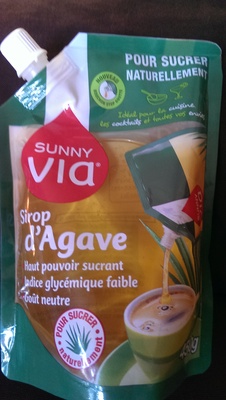 POUR SUCRER
NATURELLEMENT
NOUVEAU
Idéal pour la cuisine,
les cocktails et toutes vos envies
SUNNY
via
Sirop
d'Agave
Haut pouvoir sucrant
Indice glycémique faible
Goût neutre
POUR SUCRER
naturellement